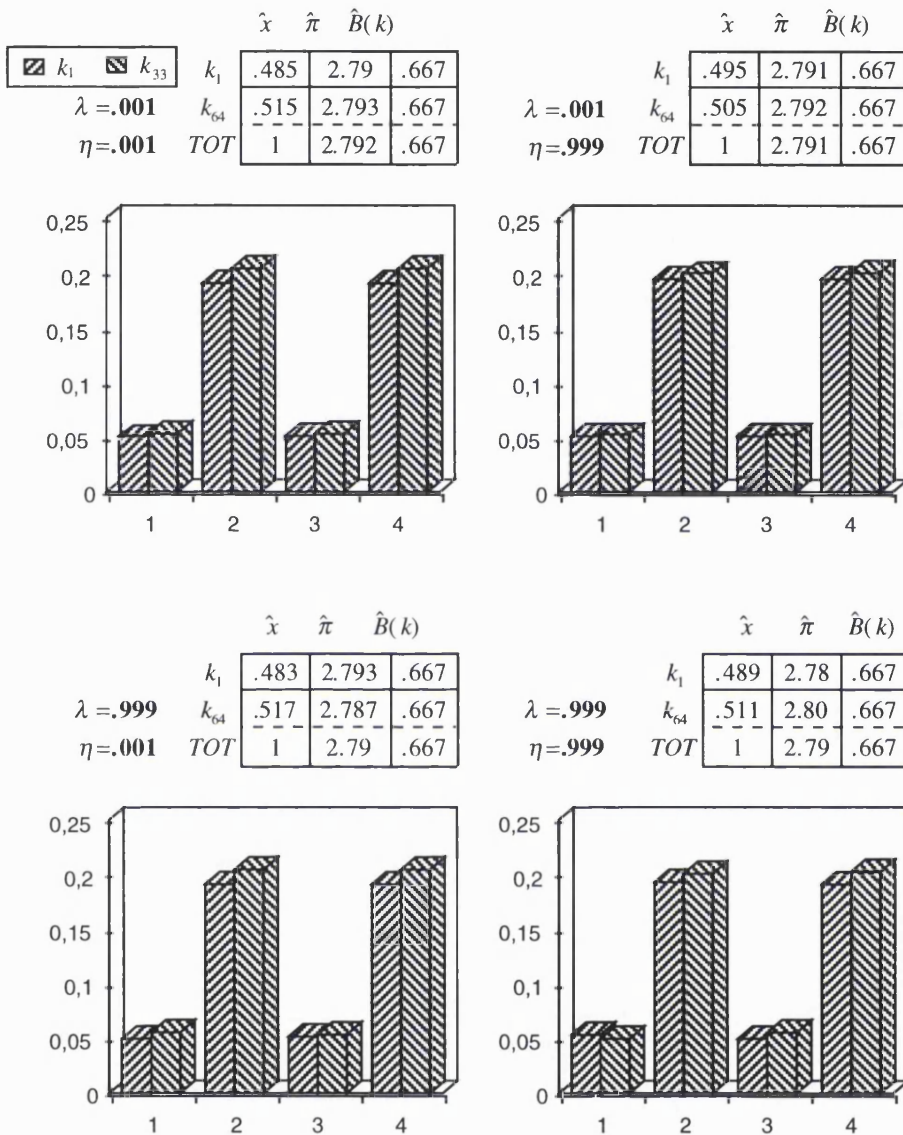 x̂ π̂ B̂(k)
k₁ k₃₃
k₁ .485 2.79 .667
λ =.001 k₆₄ .515 2.793 .667
η =.001 TOT 1 2.792 .667
x̂ π̂ B̂(k)
k₁ .495 2.791 .667
λ =.001 k₆₄ .505 2.792 .667
η =.999 TOT 1 2.791 .667
0,25
0,2
0,15
0,1
0,05
0
1 2 3 4
0,25
0,2
0,15
0,1
0,05
0
1 2 3 4
x̂ π̂ B̂(k)
k₁ .483 2.793 .667
λ =.999 k₆₄ .517 2.787 .667
η =.001 TOT 1 2.79 .667
x̂ π̂ B̂(k)
k₁ .489 2.78 .667
λ =.999 k₆₄ .511 2.80 .667
η =.999 TOT 1 2.79 .667
0,25
0,2
0,15
0,1
0,05
0
1 2 3 4
0,25
0,2
0,15
0,1
0,05
0
1 2 3 4